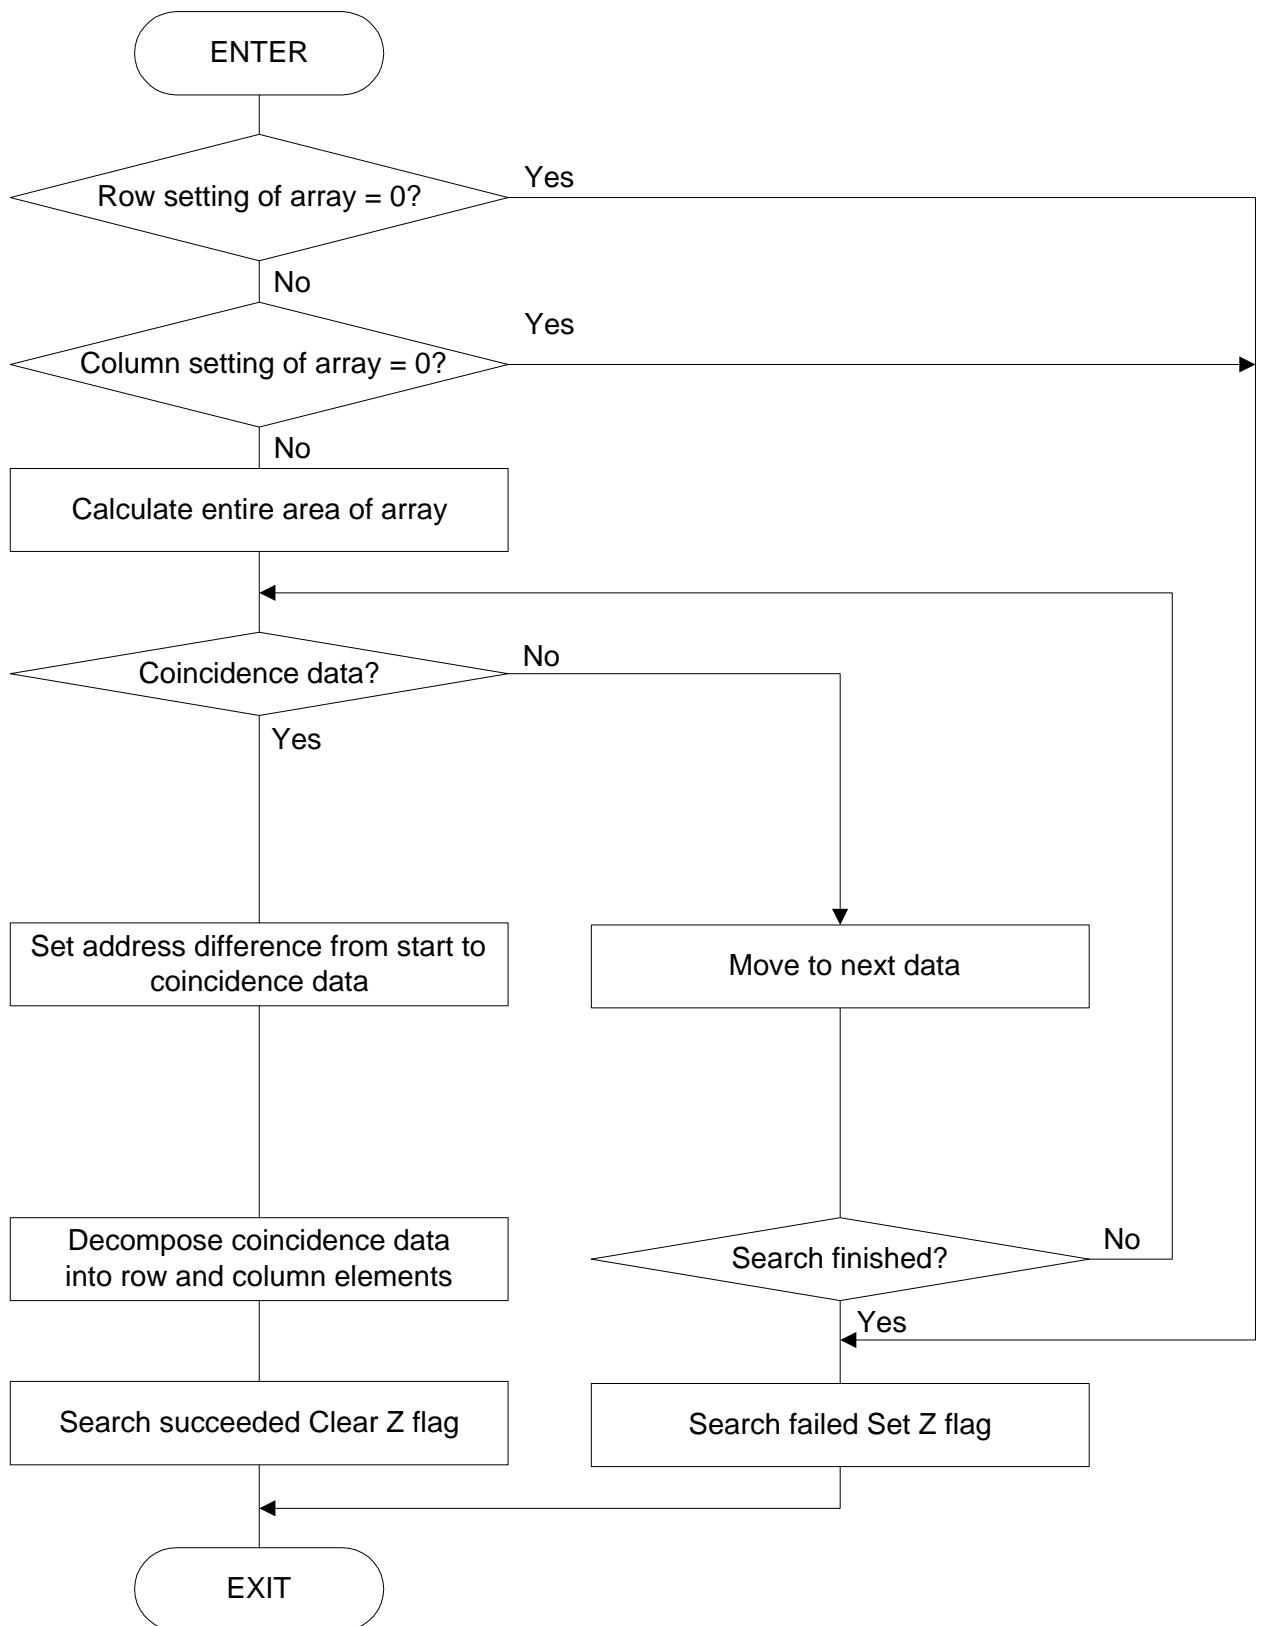 ENTER
Row setting of array = 0?
Yes
No
Column setting of array = 0?
Yes
No
Calculate entire area of array
Coincidence data?
No
Yes
Set address difference from start to
coincidence data
Move to next data
Decompose coincidence data
into row and column elements
Search finished?
No
Yes
Search succeeded Clear Z flag
Search failed Set Z flag
EXIT